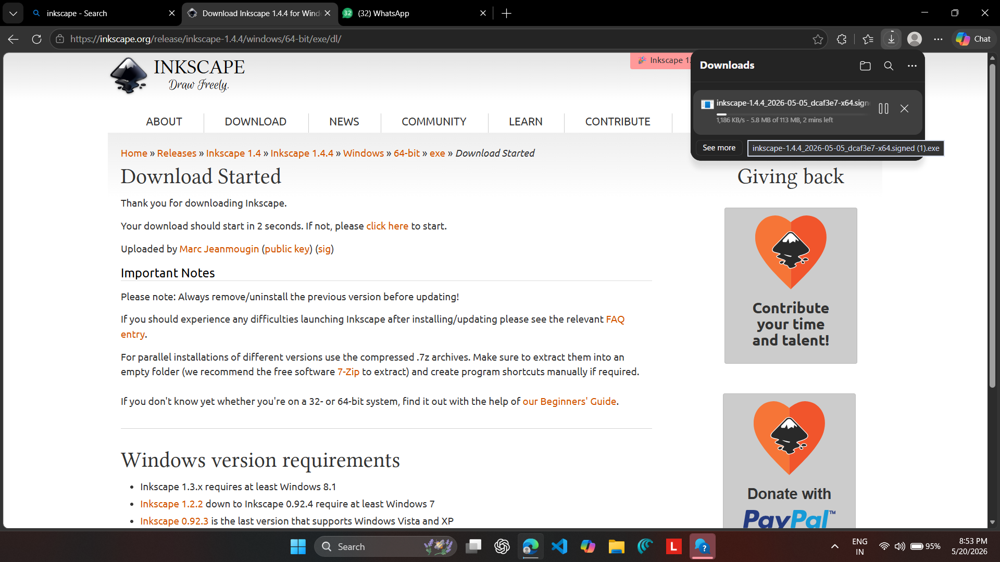 inkscape - Search
Download Inkscape 1.4.4 for Wind
32
(32) WhatsApp
https://inkscape.org/release/inkscape-1.4.4/windows/64-bit/exe/dl/
Chat
INKSCAPE
Draw Freely.
Inkscape 1.
Downloads
inkscape-1.4.4_2026-05-05_dcaf3e7-x64.sign
1,186 KB/s - 5.8 MB of 113 MB, 2 mins left
See more
inkscape-1.4.4_2026-05-05_dcaf3e7-x64.signed (1).exe
ABOUT
DOWNLOAD
NEWS
COMMUNITY
LEARN
CONTRIBUTE
Home » Releases » Inkscape 1.4 » Inkscape 1.4.4 » Windows » 64-bit » exe » Download Started
Download Started
Thank you for downloading Inkscape.
Your download should start in 2 seconds. If not, please click here to start.
Uploaded by Marc Jeanmougin (public key) (sig)
Important Notes
Please note: Always remove/uninstall the previous version before updating!
If you should experience any difficulties launching Inkscape after installing/updating please see the relevant FAQ
entry.
For parallel installations of different versions use the compressed .7z archives. Make sure to extract them into an
empty folder (we recommend the free software 7-Zip to extract) and create program shortcuts manually if required.
If you don't know yet whether you're on a 32- or 64-bit system, find it out with the help of our Beginners' Guide.
Windows version requirements
• Inkscape 1.3.x requires at least Windows 8.1
• Inkscape 1.2.2 down to Inkscape 0.92.4 require at least Windows 7
• Inkscape 0.92.3 is the last version that supports Windows Vista and XP
Giving back
Contribute
your time
and talent!
Donate with
PayPal™
Search
L
?
ENG
IN
95%
8:53 PM
5/20/2026